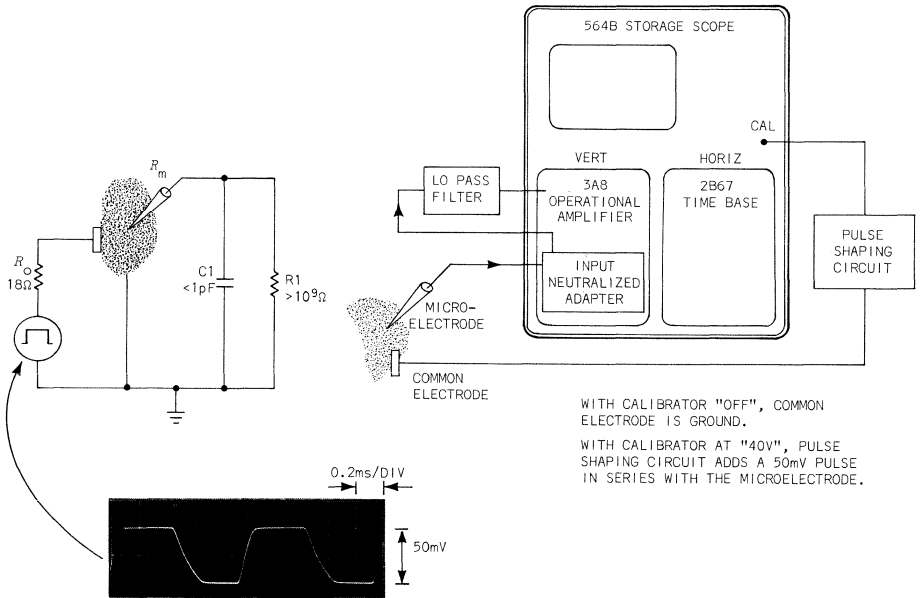 564B STORAGE SCOPE
CAL
VERT
HORIZ
3A8
OPERATIONAL
AMPLIFIER
2B67
TIME BASE
LO PASS
FILTER
INPUT
NEUTRALIZED
ADAPTER
PULSE
SHAPING
CIRCUIT
MICRO-
ELECTRODE
COMMON
ELECTRODE
Rm
Ro
18Ω
C1
<1pF
R1
>10⁹Ω
WITH CALIBRATOR "OFF", COMMON
ELECTRODE IS GROUND.
WITH CALIBRATOR AT "40V", PULSE
SHAPING CIRCUIT ADDS A 50mV PULSE
IN SERIES WITH THE MICROELECTRODE.
0.2ms/DIV
50mV